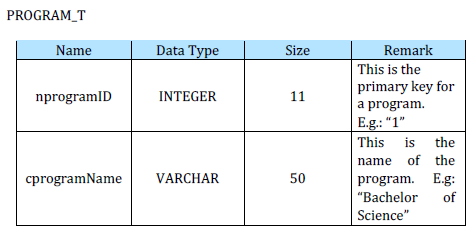 PROGRAM_T
Name Data Type Size Remark
nprogramID INTEGER 11 This is the
primary key for
a program.
E.g.: “1”
cprogramName VARCHAR 50 This is the
name of the
program. E.g:
“Bachelor of
Science”